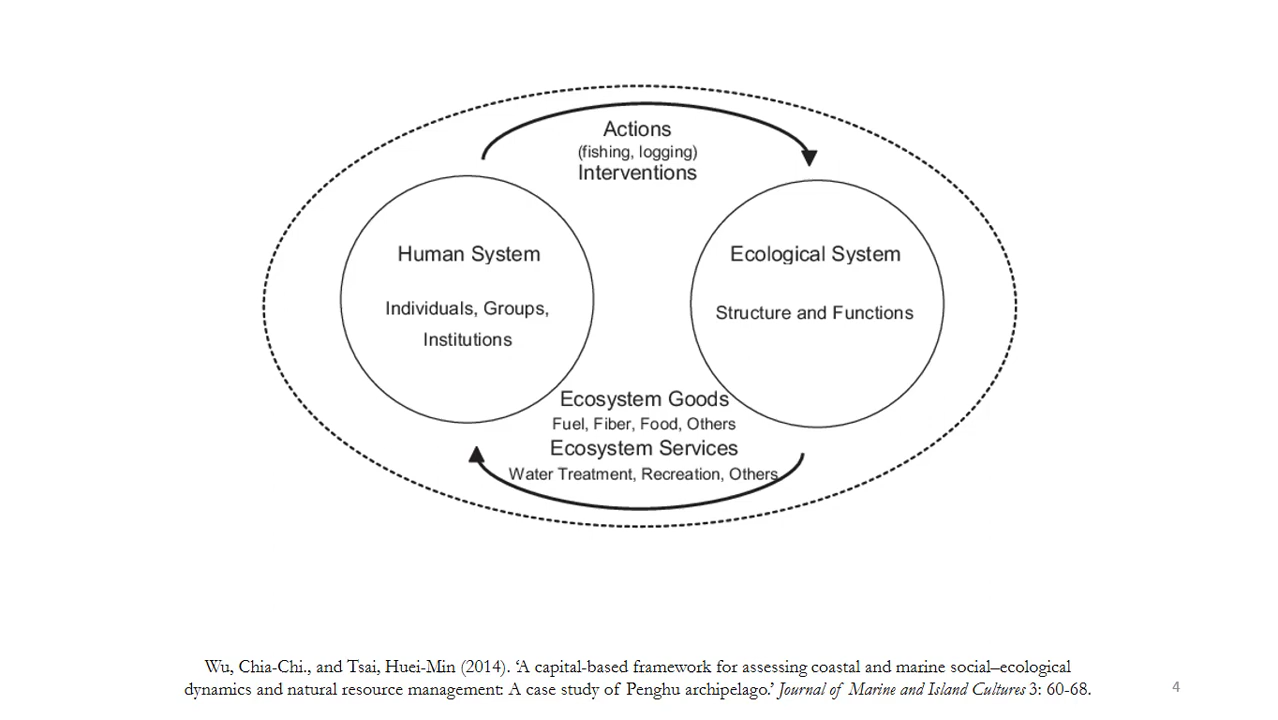 Actions
(fishing, logging)
Interventions
Human System
Individuals, Groups,
Institutions
Ecological System
Structure and Functions
Ecosystem Goods
Fuel, Fiber, Food, Others
Ecosystem Services
Water Treatment, Recreation, Others
Wu, Chia-Chi., and Tsai, Huei-Min (2014). ‘A capital-based framework for assessing coastal and marine social–ecological
dynamics and natural resource management: A case study of Penghu archipelago.’ Journal of Marine and Island Cultures 3: 60-68.
4